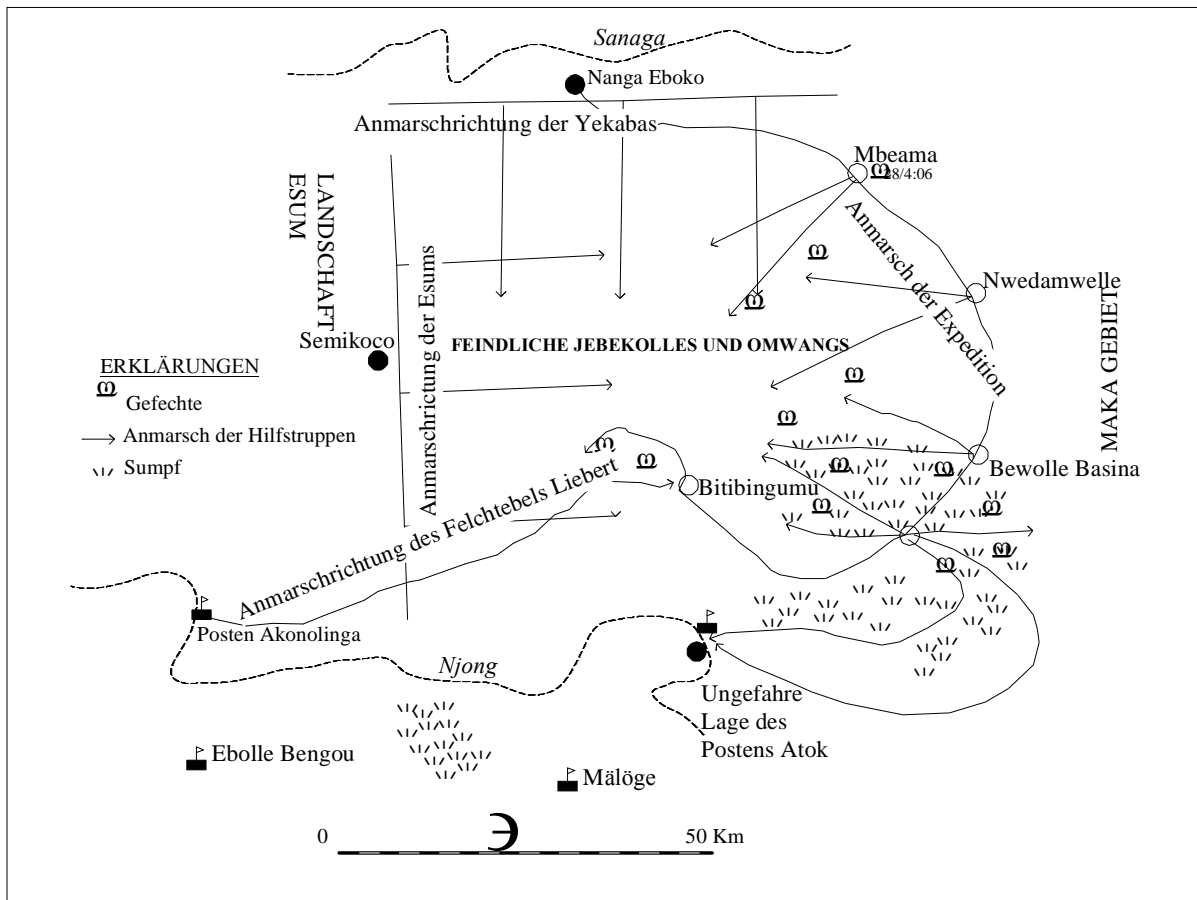 Sanaga
Nanga Eboko
Anmarschrichtung der Yekabas
Mbeama
28/4:06
LANDSCHAFT
ESUM
Anmarschrictung der Esums
Anmarsch der Expedition
Nwedamwelle
MAKA GEBIET
Semikoco
FEINDLICHE JEBEKOLLES UND OMWANGS
ERKLÄRUNGEN
Gefechte
Anmarsch der Hilfstruppen
Sumpf
Bewolle Basina
Bitibingumu
Anmarschrichtung des Felchtebels Liebert
Posten Akonolinga
Njong
Ungefahre
Lage des
Postens Atok
Ebolle Bengou
Mälöge
0 50 Km